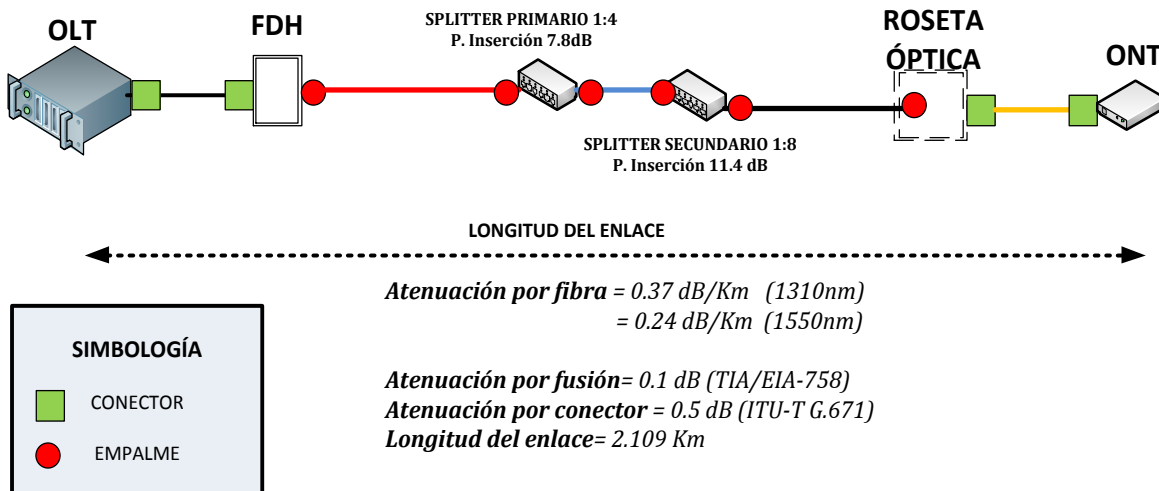 OLT
FDH
SPLITTER PRIMARIO 1:4
P. Inserción 7.8dB
ROSETA
ÓPTICA
ONT
SPLITTER SECUNDARIO 1:8
P. Inserción 11.4 dB
LONGITUD DEL ENLACE
Atenuación por fibra = 0.37 dB/Km (1310nm)
= 0.24 dB/Km (1550nm)
Atenuación por fusión= 0.1 dB (TIA/EIA-758)
Atenuación por conector = 0.5 dB (ITU-T G.671)
Longitud del enlace= 2.109 Km
SIMBOLOGÍA
CONECTOR
EMPALME